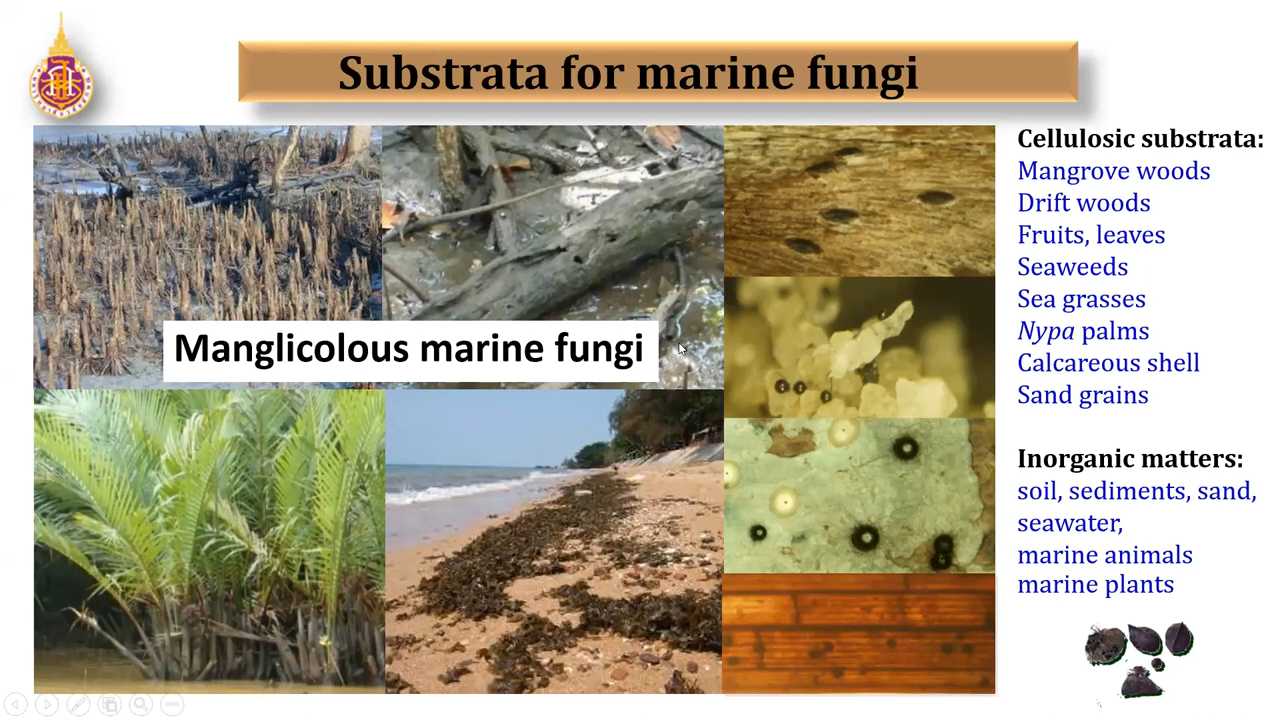 Substrata for marine fungi
Manglicolous marine fungi
Cellulosic substrata:
Mangrove woods
Drift woods
Fruits, leaves
Seaweeds
Sea grasses
Nypa palms
Calcareous shell
Sand grains
Inorganic matters:
soil, sediments, sand,
seawater,
marine animals
marine plants